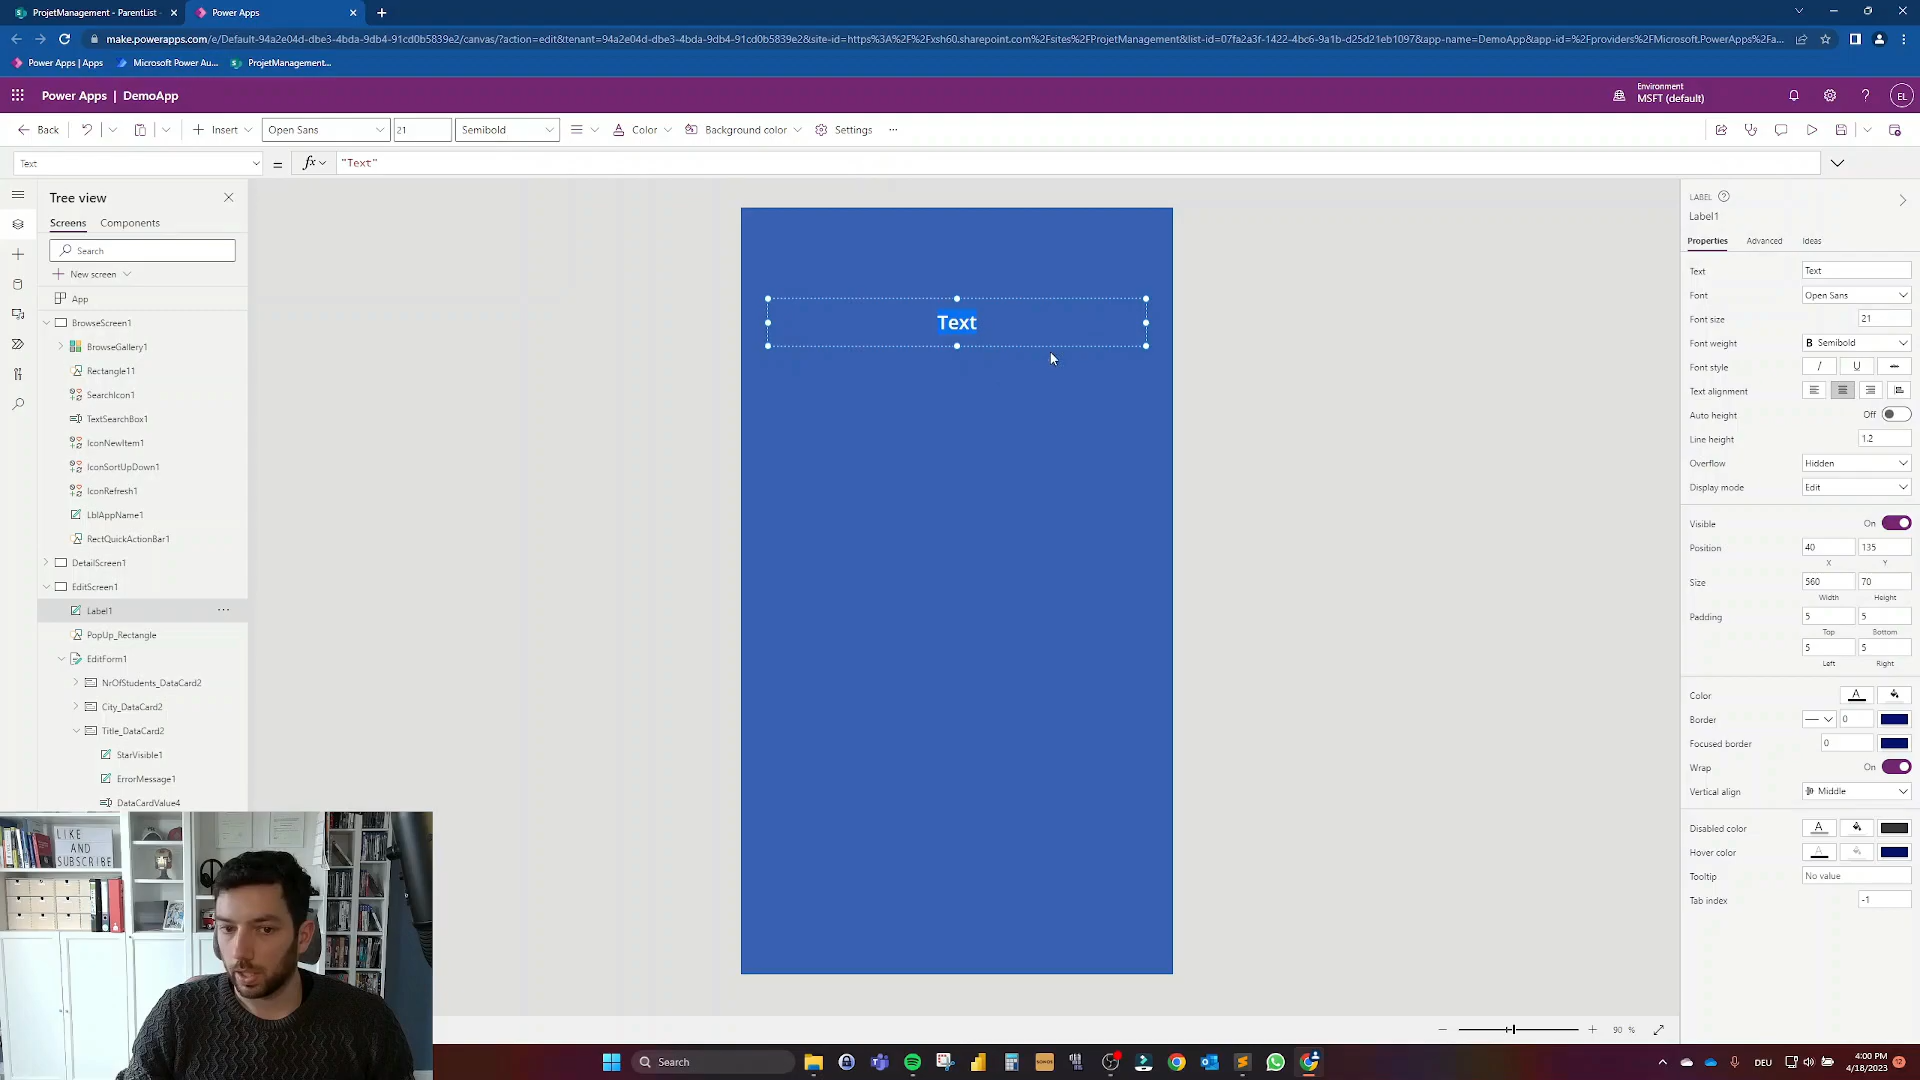 ProjetManagement - ParentList -
Power Apps
make.powerapps.com/e/Default-94a2e04d-dbe3-4bda-9db4-91cd0b5839e2/canvas/?action=edit&tenant=94a2e04d-dbe3-4bda-9db4-91cd0b5839e2&site-id=https%3A%2F%2Fxsh60.sharepoint.com%2Fsites%2FProjetManagement&list-id=07fa2a3f-1422-4bc6-9a1b-d25d21eb1097&app-name=DemoApp&app-id=%2Fproviders%2FMicrosoft.PowerApps%2Fa...
Power Apps | Apps
Microsoft Power Au...
ProjetManagement...
Power Apps | DemoApp
Environment
MSFT (default)
EL
Back
Insert
Open Sans
21
Semibold
Color
Background color
Settings
Text
=
fx
"Text"
Tree view
Screens
Components
Search
New screen
App
BrowseScreen1
BrowseGallery1
Rectangle11
SearchIcon1
TextSearchBox1
IconNewItem1
IconSortUpDown1
IconRefresh1
LblAppName1
RectQuickActionBar1
DetailScreen1
EditScreen1
Label1
PopUp_Rectangle
EditForm1
NrOfStudents_DataCard2
City_DataCard2
Title_DataCard2
StarVisible1
ErrorMessage1
DataCardValue4
Text
LABEL
Label1
Properties
Advanced
Ideas
Text
Text
Font
Open Sans
Font size
21
Font weight
B Semibold
Font style
/ U
Text alignment
Auto height
Off
Line height
1.2
Overflow
Hidden
Display mode
Edit
Visible
On
Position
40
135
X
Y
Size
560
70
Width
Height
Padding
5
5
Top
Bottom
5
5
Left
Right
Color
A
Border
0
Focused border
0
Wrap
On
Vertical align
Middle
Disabled color
A
Hover color
A
Tooltip
No value
Tab index
-1
LIKE
AND
SUBSCRIBE
90 %
Search
DEU
4:00 PM
4/18/2023
12